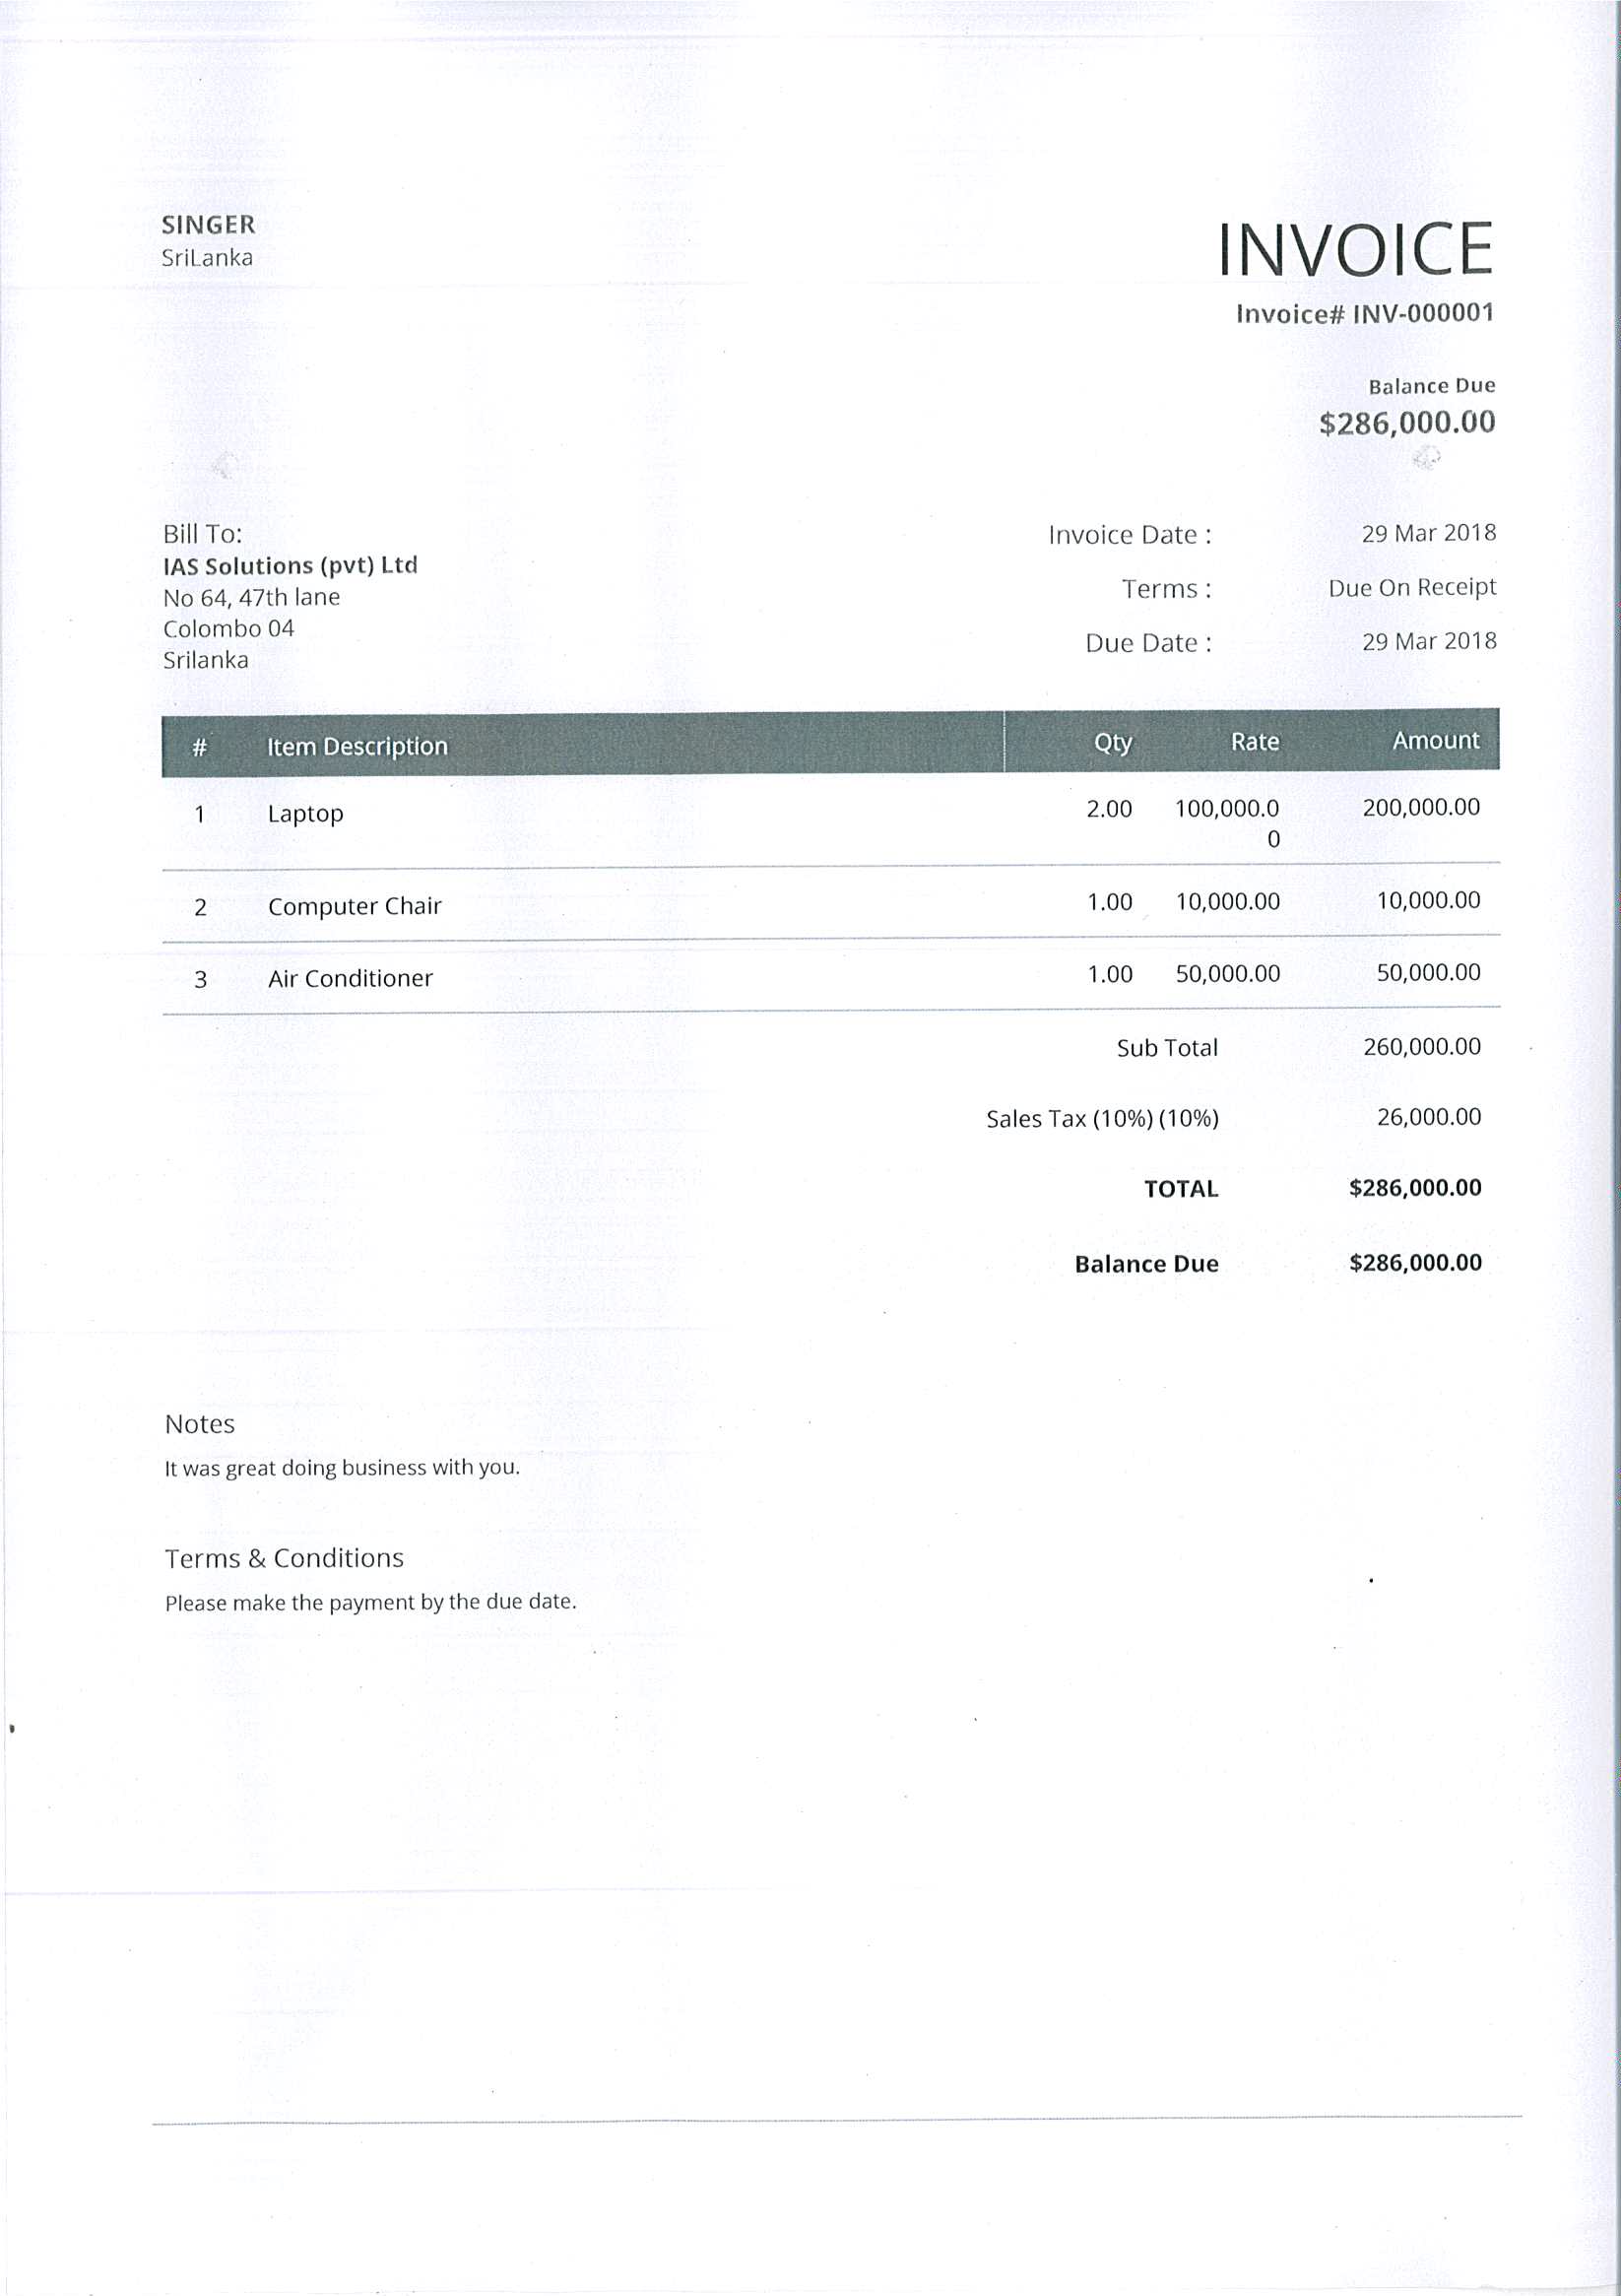 SINGER
SriLanka
INVOICE
Invoice# INV-000001
Balance Due
$286,000.00
Bill To:
IAS Solutions (pvt) Ltd
No 64, 47th lane
Colombo 04
Srilanka
Invoice Date : 29 Mar 2018
Terms : Due On Receipt
Due Date : 29 Mar 2018
# Item Description Qty Rate Amount
1 Laptop 2.00 100,000.0 200,000.00
0
2 Computer Chair 1.00 10,000.00 10,000.00
3 Air Conditioner 1.00 50,000.00 50,000.00
Sub Total 260,000.00
Sales Tax (10%) (10%) 26,000.00
TOTAL $286,000.00
Balance Due $286,000.00
Notes
It was great doing business with you.
Terms & Conditions
Please make the payment by the due date.